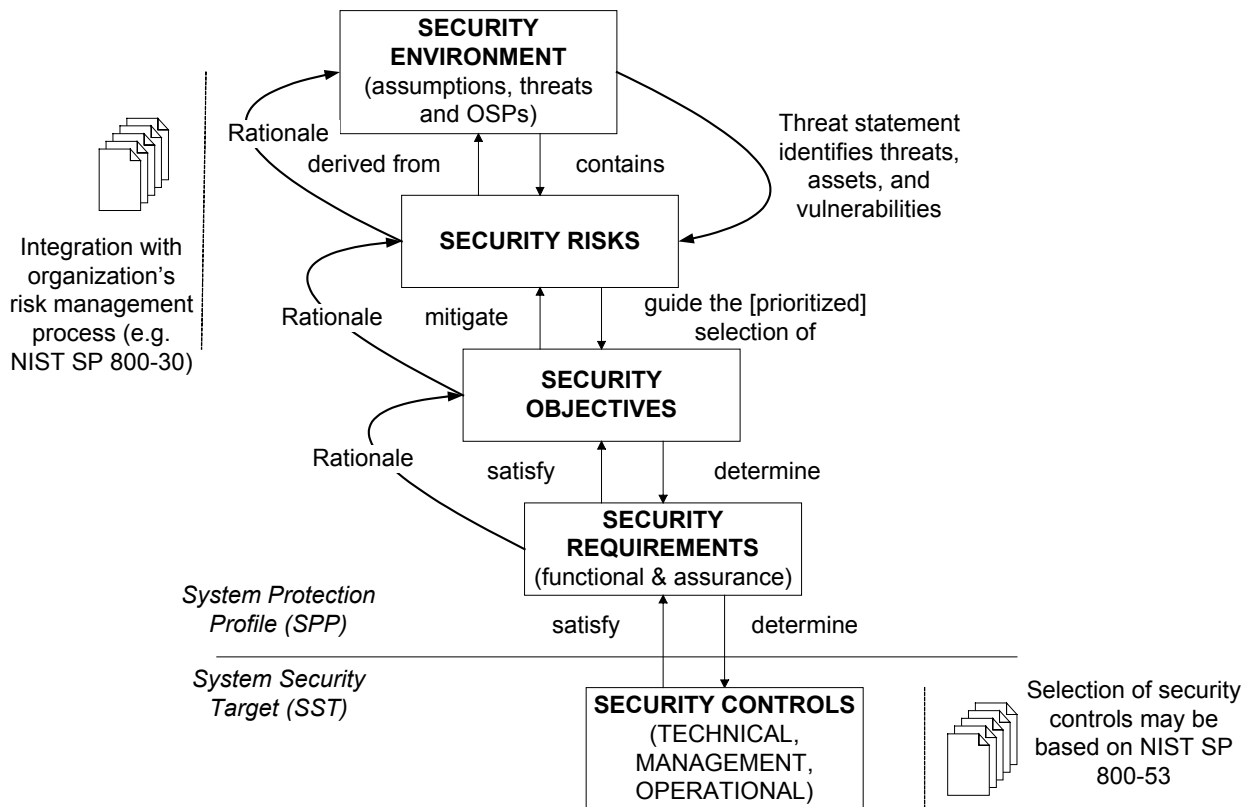 SECURITY
ENVIRONMENT
(assumptions, threats
and OSPs)
Rationale
derived from
contains
Threat statement
identifies threats,
assets, and
vulnerabilities
SECURITY RISKS
Integration with
organization’s
risk management
process (e.g.
NIST SP 800-30)
Rationale
mitigate
guide the [prioritized]
selection of
SECURITY
OBJECTIVES
Rationale
satisfy
determine
SECURITY
REQUIREMENTS
(functional & assurance)
System Protection
Profile (SPP)
satisfy
determine
System Security
Target (SST)
SECURITY CONTROLS
(TECHNICAL,
MANAGEMENT,
OPERATIONAL)
Selection of security
controls may be
based on NIST SP
800-53